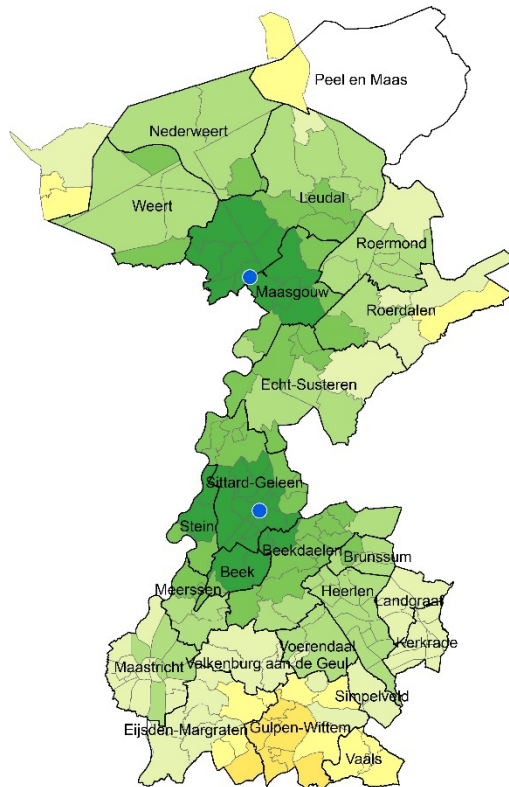 Peel en Maas
Nederweert
Leudal
Weert
Roermond
Maasgouw
Roerdalen
Echt-Susteren
Sittard-Geleen
Stein
Beekdaelen
Brunssum
Beek
Meerssen
Heerlen
Landgraaf
Voerendaal
Kerkrade
Maastricht
Valkenburg aan de Geul
Simpelveld
Eijsden-Margraten
Gulpen-Wittem
Vaals